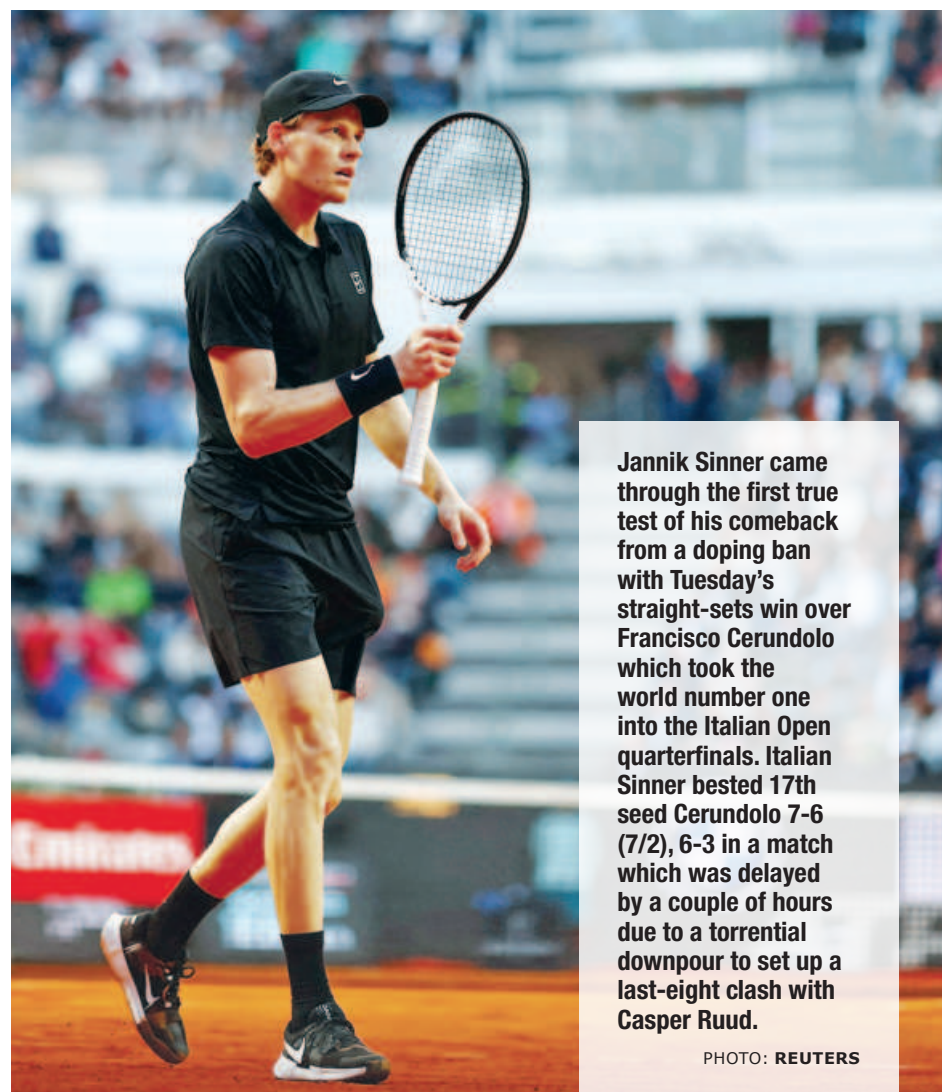 Jannik Sinner came
through the first true
test of his comeback
from a doping ban
with Tuesday’s
straight-sets win over
Francisco Cerundolo
which took the
world number one
into the Italian Open
quarterfinals. Italian
Sinner bested 17th
seed Cerundolo 7-6
(7/2), 6-3 in a match
which was delayed
by a couple of hours
due to a torrential
downpour to set up a
last-eight clash with
Casper Ruud.
PHOTO: REUTERS
Emirates